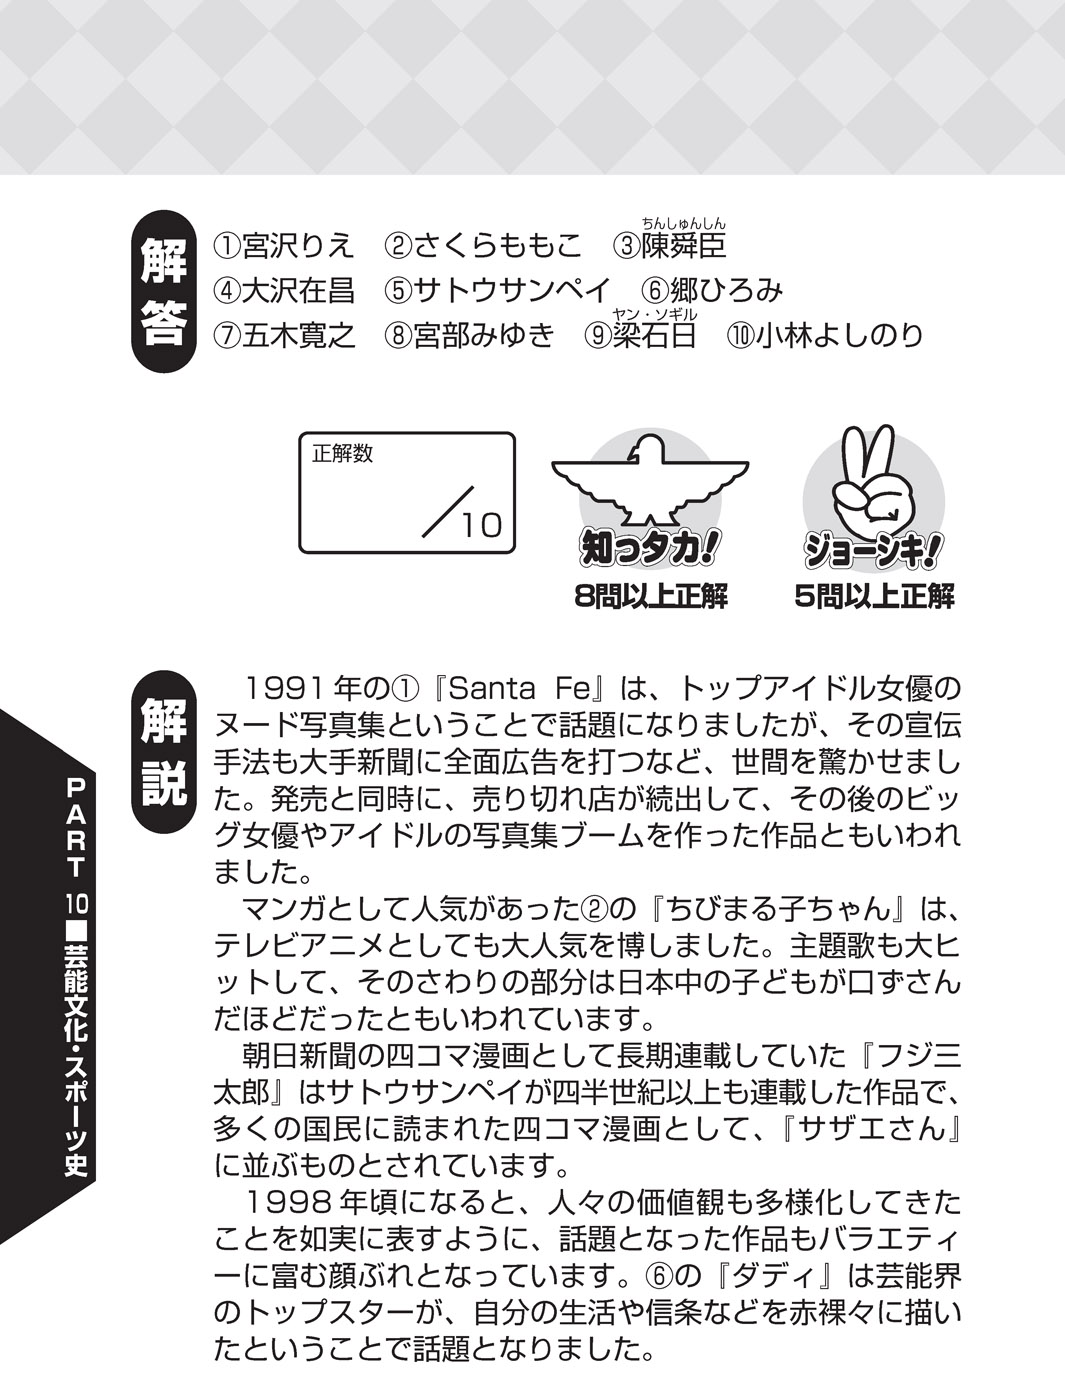 解答
①宮沢りえ ②さくらももこ ③陳舜臣
ちんしゅんしん
④大沢在昌 ⑤サトウサンペイ ⑥郷ひろみ
⑦五木寛之 ⑧宮部みゆき ⑨梁石日 ⑩小林よしのり
ヤン・ソギル
正解数
/10
知っタカ!
8問以上正解
ジョーシキ!
5問以上正解
解説
1991年の①『Santa Fe』は、トップアイドル女優の
ヌード写真集ということで話題になりましたが、その宣伝
手法も大手新聞に全面広告を打つなど、世間を驚かせまし
た。発売と同時に、売り切れ店が続出して、その後のビッ
グ女優やアイドルの写真集ブームを作った作品ともいわれ
ました。
マンガとして人気があった②の『ちびまる子ちゃん』は、
テレビアニメとしても大人気を博しました。主題歌も大ヒ
ットして、そのさわりの部分は日本中の子どもが口ずさん
だほどだったともいわれています。
朝日新聞の四コマ漫画として長期連載していた『フジ三
太郎』はサトウサンペイが四半世紀以上も連載した作品で、
多くの国民に読まれた四コマ漫画として、『サザエさん』
に並ぶものとされています。
1998年頃になると、人々の価値観も多様化してきた
ことを如実に表すように、話題となった作品もバラエティ
ーに富む顔ぶれとなっています。⑥の『ダディ』は芸能界
のトップスターが、自分の生活や信条などを赤裸々に描い
たということで話題となりました。
PART 10■芸能文化・スポーツ史